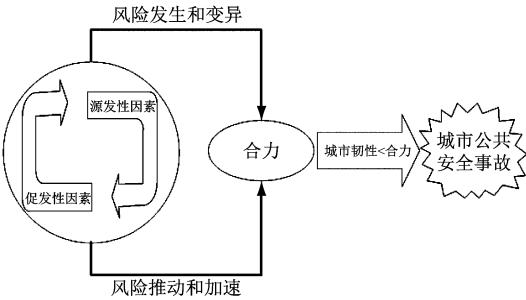 风险发生和变异
源发性因素
促发性因素
合力
城市韧性<合力
城市公共
安全事故
风险推动和加速